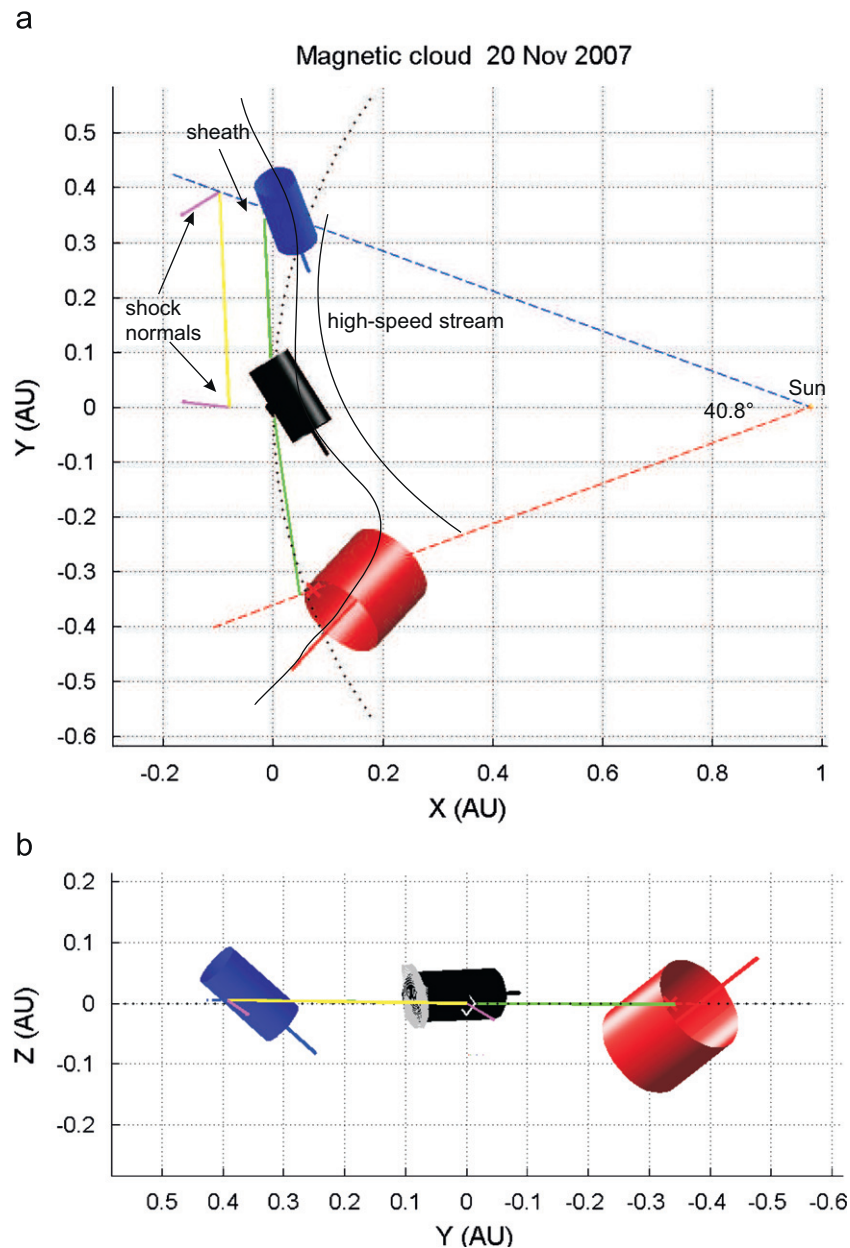 a
Magnetic cloud 20 Nov 2007
0.5
sheath
0.4
0.3
shock
normals
high-speed stream
0.2
0.1
Sun
0
40.8°
-0.1
-0.2
-0.3
-0.4
-0.5
-0.6
Y (AU)
-0.2 0 0.2 0.4 0.6 0.8 1
X (AU)
b
0.2
0.1
0
-0.1
-0.2
Z (AU)
0.5 0.4 0.3 0.2 0.1 0 -0.1 -0.2 -0.3 -0.4 -0.5 -0.6
Y (AU)